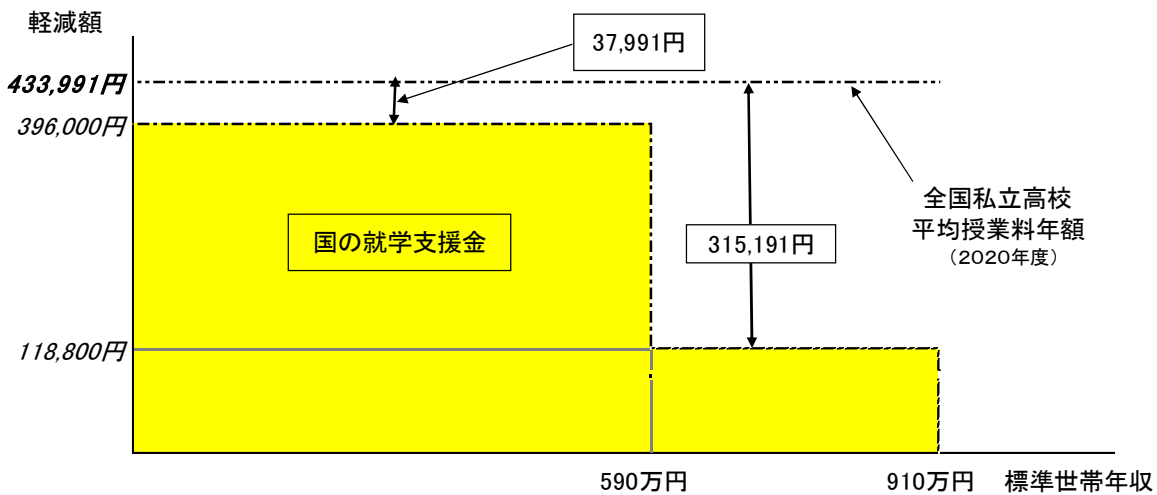 軽減額
37,991円
433,991円
396,000円
全国私立高校
平均授業料年額
（2020年度）
国の就学支援金
315,191円
118,800円
590万円
910万円
標準世帯年収